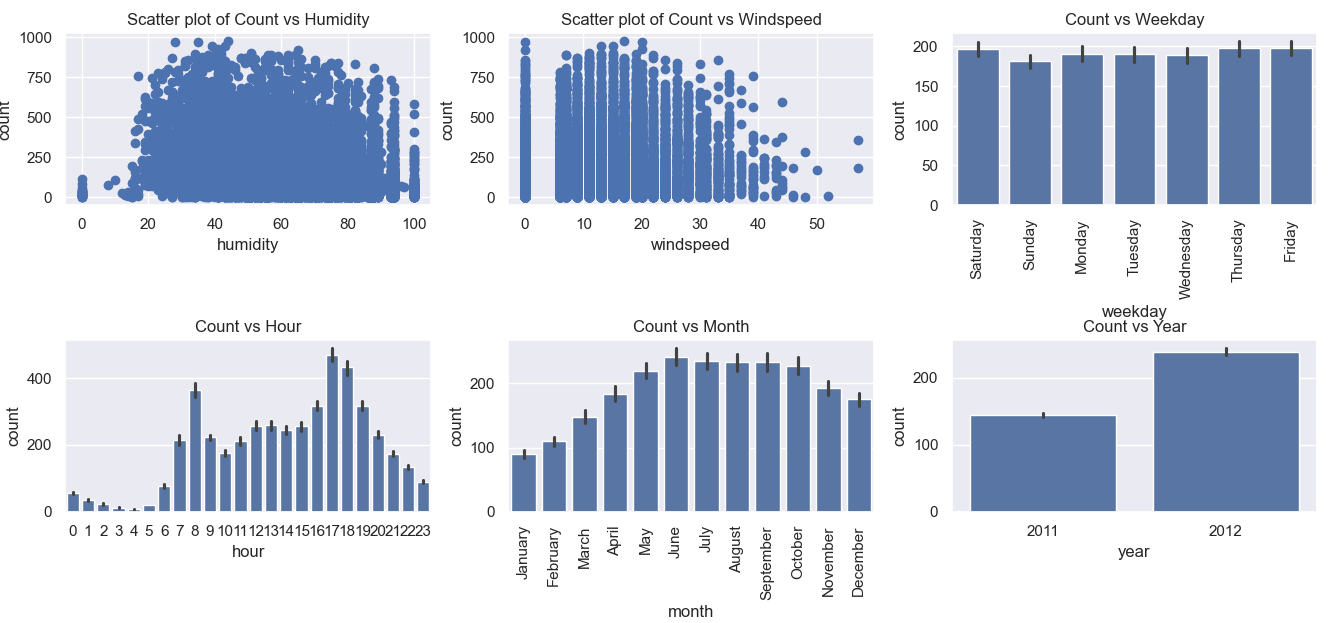 Scatter plot of Count vs Humidity
1000
750
500
250
0
count
0 20 40 60 80 100
humidity
Scatter plot of Count vs Windspeed
1000
750
500
250
0
count
0 10 20 30 40 50
windspeed
Count vs Weekday
200
150
100
50
0
count
Saturday
Sunday
Monday
Tuesday
Wednesday
Thursday
Friday
weekday
Count vs Hour
400
200
0
count
0 1 2 3 4 5 6 7 8 9 10 11 12 13 14 15 16 17 18 19 20 21 22 23
hour
Count vs Month
200
100
0
count
January
February
March
April
May
June
July
August
September
October
November
December
month
Count vs Year
200
100
0
count
2011 2012
year